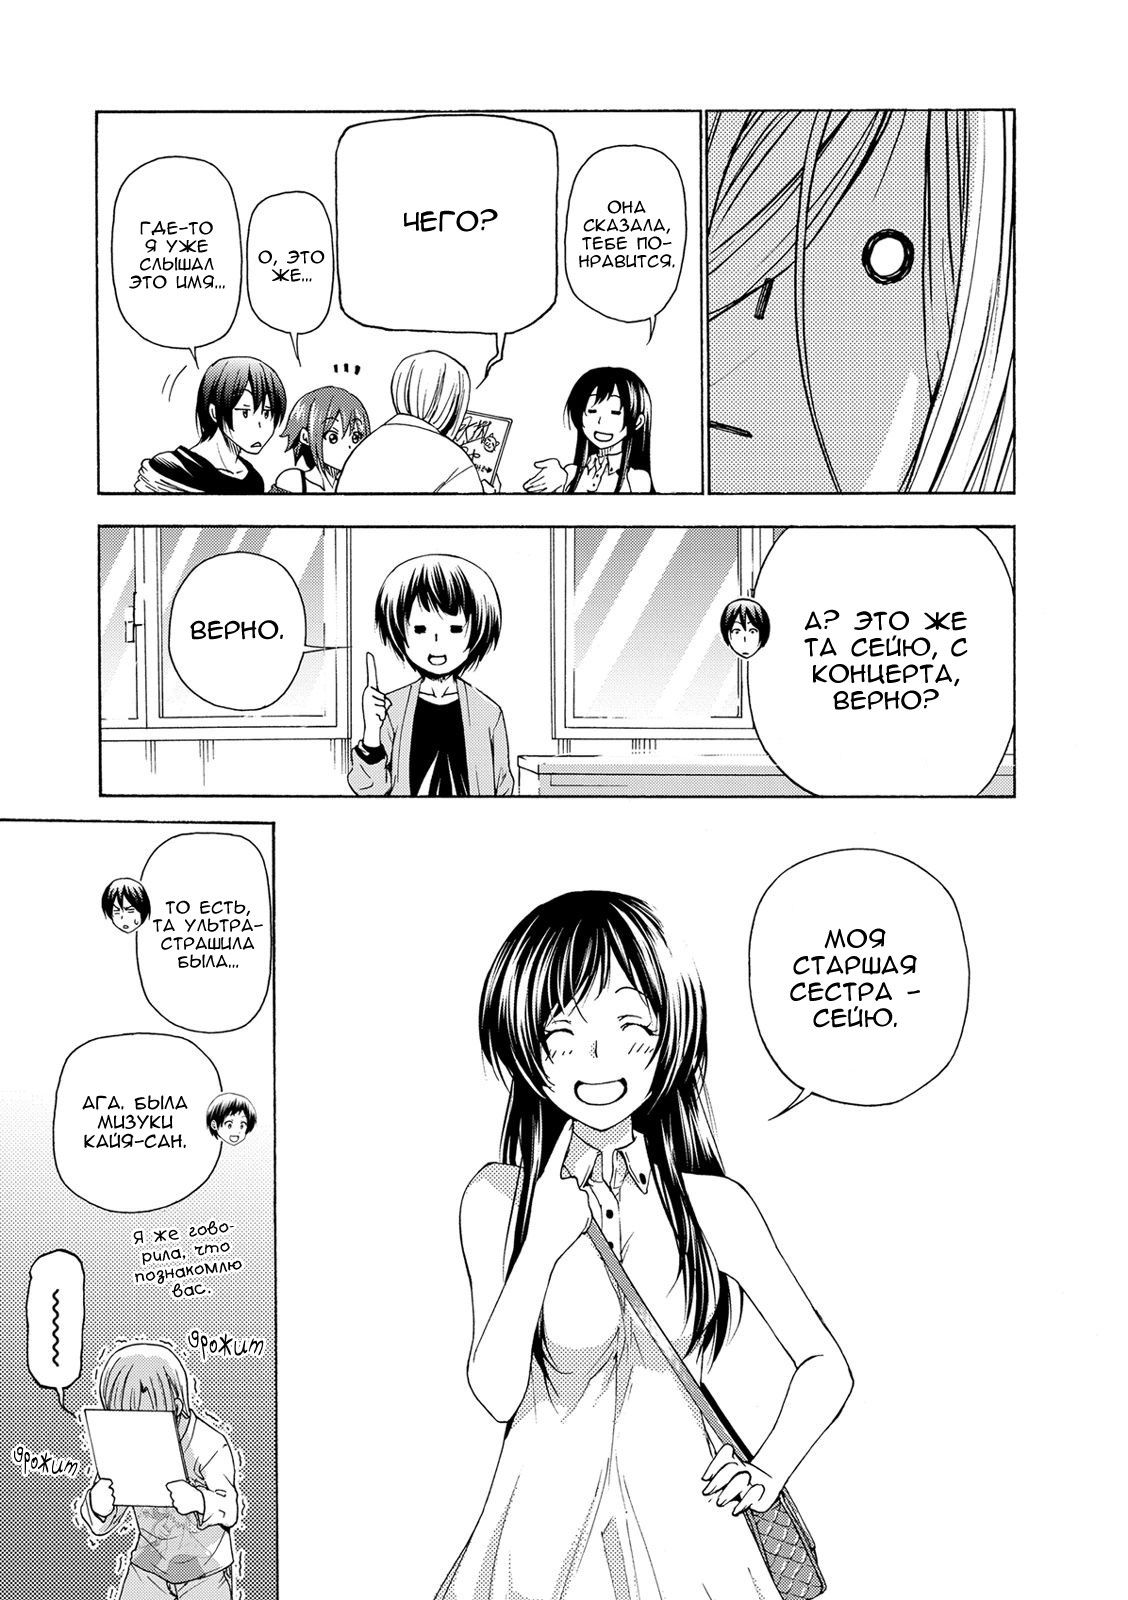 ОНА
СКАЗАЛА,
ТЕБЕ ПО-
НРАВИТСЯ.
ЧЕГО?
О, ЭТО
ЖЕ...
ГДЕ-ТО
Я УЖЕ
СЛЫШАЛ
ЭТО ИМЯ...
А? ЭТО ЖЕ
ТА СЕЙЮ, С
КОНЦЕРТА,
ВЕРНО?
ВЕРНО.
МОЯ
СТАРШАЯ
СЕСТРА -
СЕЙЮ.
ТО ЕСТЬ,
ТА УЛЬТРА-
СТРАШИЛА
БЫЛА...
АГА. БЫЛА
МИЗУКИ
КАЙЯ-САН.
Я же гово-
рила, что
познакомлю
вас.
дрожит
дрожит